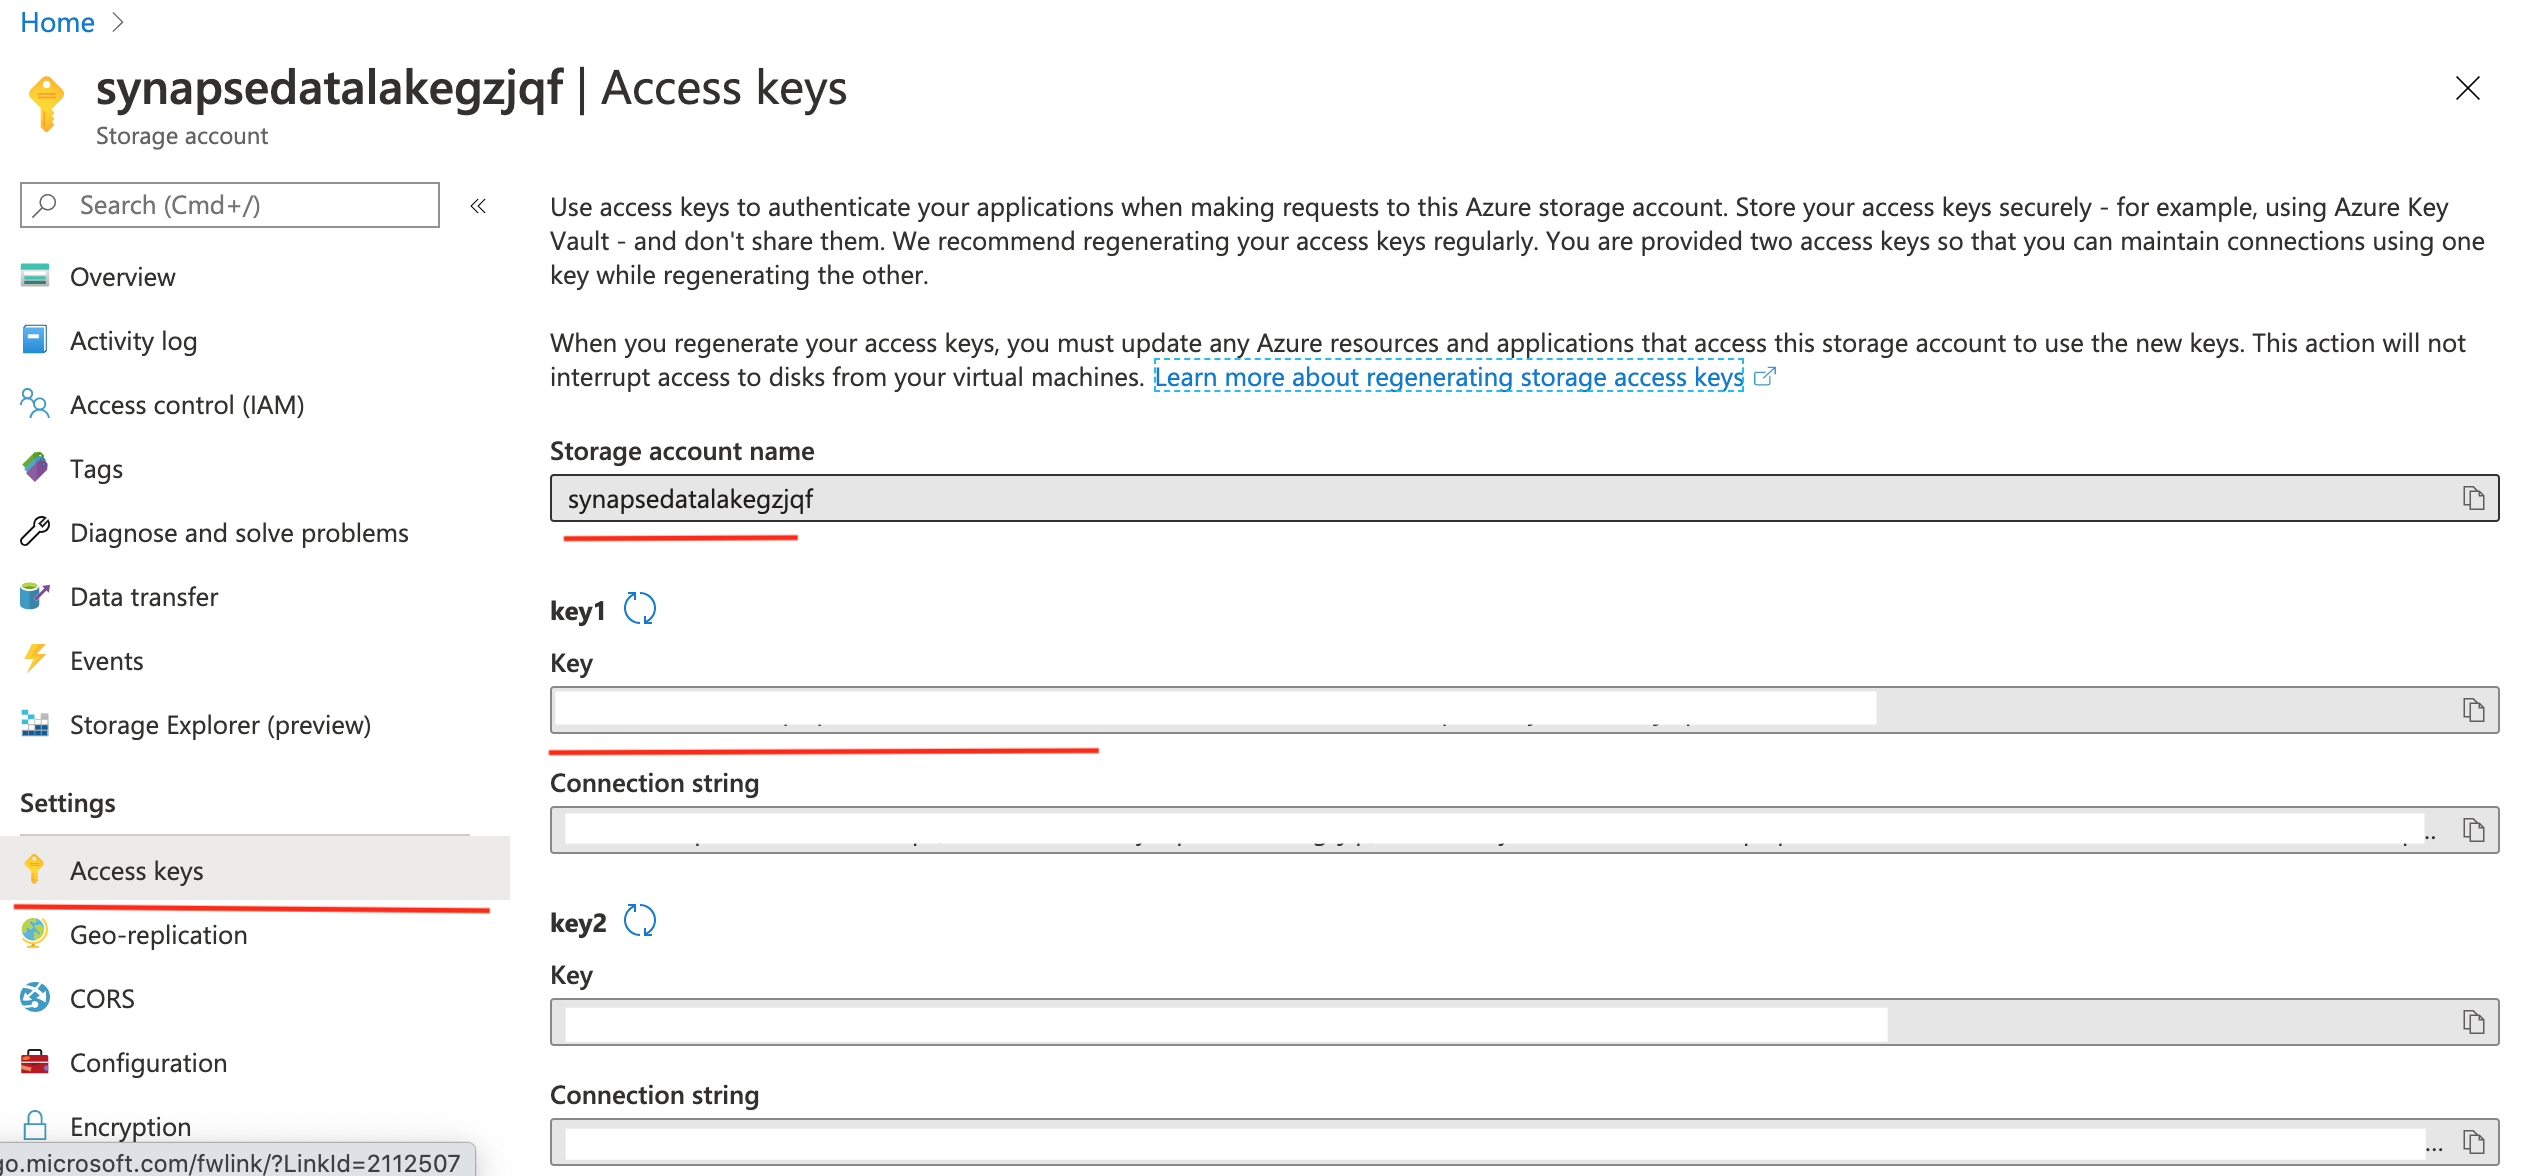 Home
synapsedatalakegzjqf | Access keys
Storage account
Search (Cmd+/)
«
Overview
Activity log
Access control (IAM)
Tags
Diagnose and solve problems
Data transfer
Events
Storage Explorer (preview)
Settings
Access keys
Geo-replication
CORS
Configuration
Encryption
go.microsoft.com/fwlink/?LinkId=2112507
Use access keys to authenticate your applications when making requests to this Azure storage account. Store your access keys securely - for example, using Azure Key
Vault - and don't share them. We recommend regenerating your access keys regularly. You are provided two access keys so that you can maintain connections using one
key while regenerating the other.
When you regenerate your access keys, you must update any Azure resources and applications that access this storage account to use the new keys. This action will not
interrupt access to disks from your virtual machines. Learn more about regenerating storage access keys
Storage account name
synapsedatalakegzjqf
key1
Key
Connection string
..
key2
Key
Connection string
...